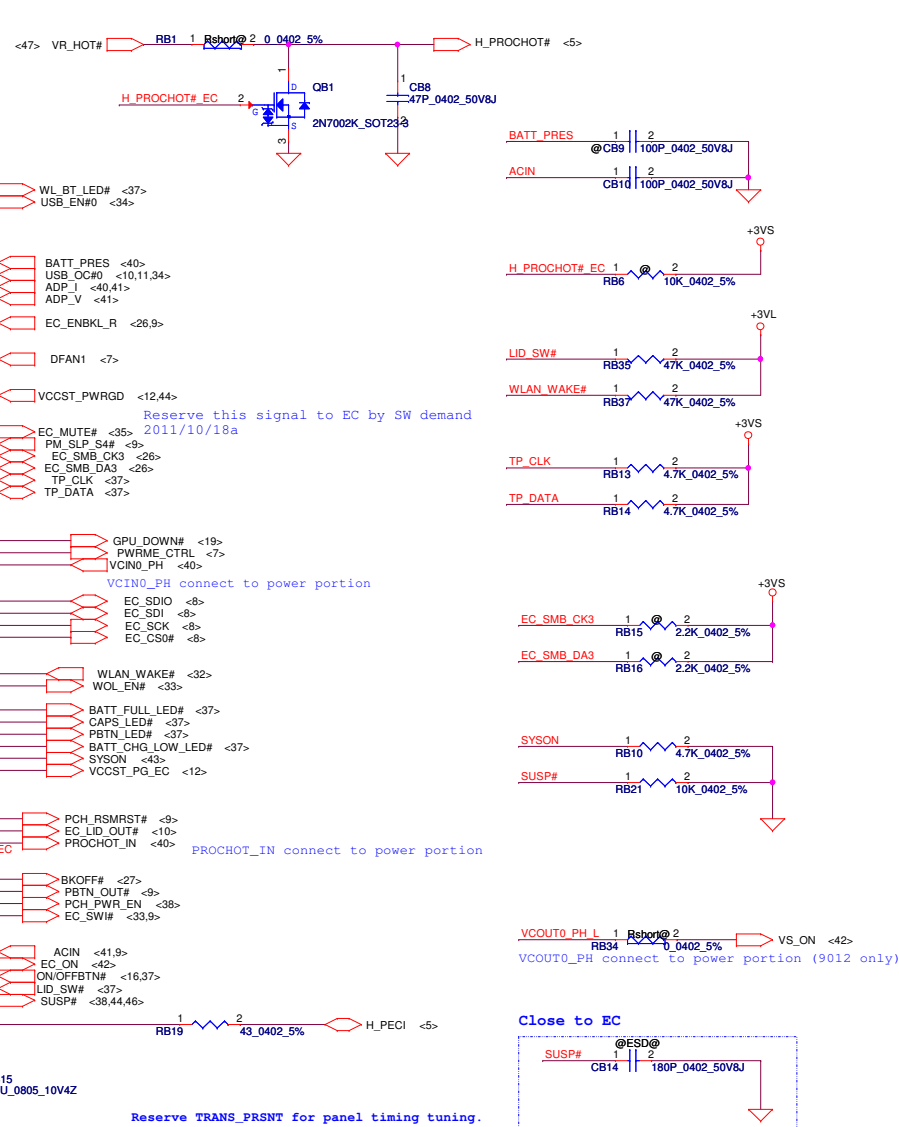 <47> VR_HOT# RB1 1 Rshort@ 2 0_0402_5% H_PROCHOT# <5>
1
D
QB1
H_PROCHOT#_EC 2
G
S
2N7002K_SOT23-3
3
1
CB8
47P_0402_50V8J
2
BATT_PRES 1 2
@CB9 100P_0402_50V8J
ACIN 1 2
CB10 100P_0402_50V8J
WL_BT_LED# <37>
USB_EN#0 <34>
+3VS
BATT_PRES <40>
USB_OC#0 <10,11,34>
ADP_I <40,41>
ADP_V <41>
H_PROCHOT#_EC 1 @ 2
RB6 10K_0402_5%
EC_ENBKL_R <26,9>
+3VL
DFAN1 <7>
LID_SW# 1 2
RB35 47K_0402_5%
VCCST_PWRGD <12,44>
WLAN_WAKE# 1 2
RB37 47K_0402_5%
Reserve this signal to EC by SW demand
2011/10/18a
EC_MUTE# <35>
PM_SLP_S4# <9>
EC_SMB_CK3 <26>
EC_SMB_DA3 <26>
TP_CLK <37>
TP_DATA <37>
+3VS
TP_CLK 1 2
RB13 4.7K_0402_5%
TP_DATA 1 2
RB14 4.7K_0402_5%
GPU_DOWN# <19>
PWRME_CTRL <7>
VCIN0_PH <40>
VCIN0_PH connect to power portion
+3VS
EC_SDIO <8>
EC_SDI <8>
EC_SCK <8>
EC_CS0# <8>
EC_SMB_CK3 1 @ 2
RB15 2.2K_0402_5%
EC_SMB_DA3 1 @ 2
RB16 2.2K_0402_5%
WLAN_WAKE# <32>
WOL_EN# <33>
BATT_FULL_LED# <37>
CAPS_LED# <37>
PBTN_LED# <37>
BATT_CHG_LOW_LED# <37>
SYSON <43>
VCCST_PG_EC <12>
SYSON 1 2
RB10 4.7K_0402_5%
SUSP# 1 2
RB21 10K_0402_5%
PCH_RSMRST# <9>
EC_LID_OUT# <10>
PROCHOT_IN <40>
EC
PROCHOT_IN connect to power portion
BKOFF# <27>
PBTN_OUT# <9>
PCH_PWR_EN <38>
EC_SWI# <33,9>
VCOUT0_PH_L 1 Rshort@ 2 VS_ON <42>
RB34 0_0402_5%
VCOUT0_PH connect to power portion (9012 only)
ACIN <41,9>
EC_ON <42>
ON/OFFBTN# <16,37>
LID_SW# <37>
SUSP# <38,44,46>
1 2
RB19 43_0402_5% H_PECI <5>
Close to EC
@ESD@
SUSP# 1 2
CB14 180P_0402_50V8J
15
U_0805_10V4Z
Reserve TRANS_PRSNT for panel timing tuning.